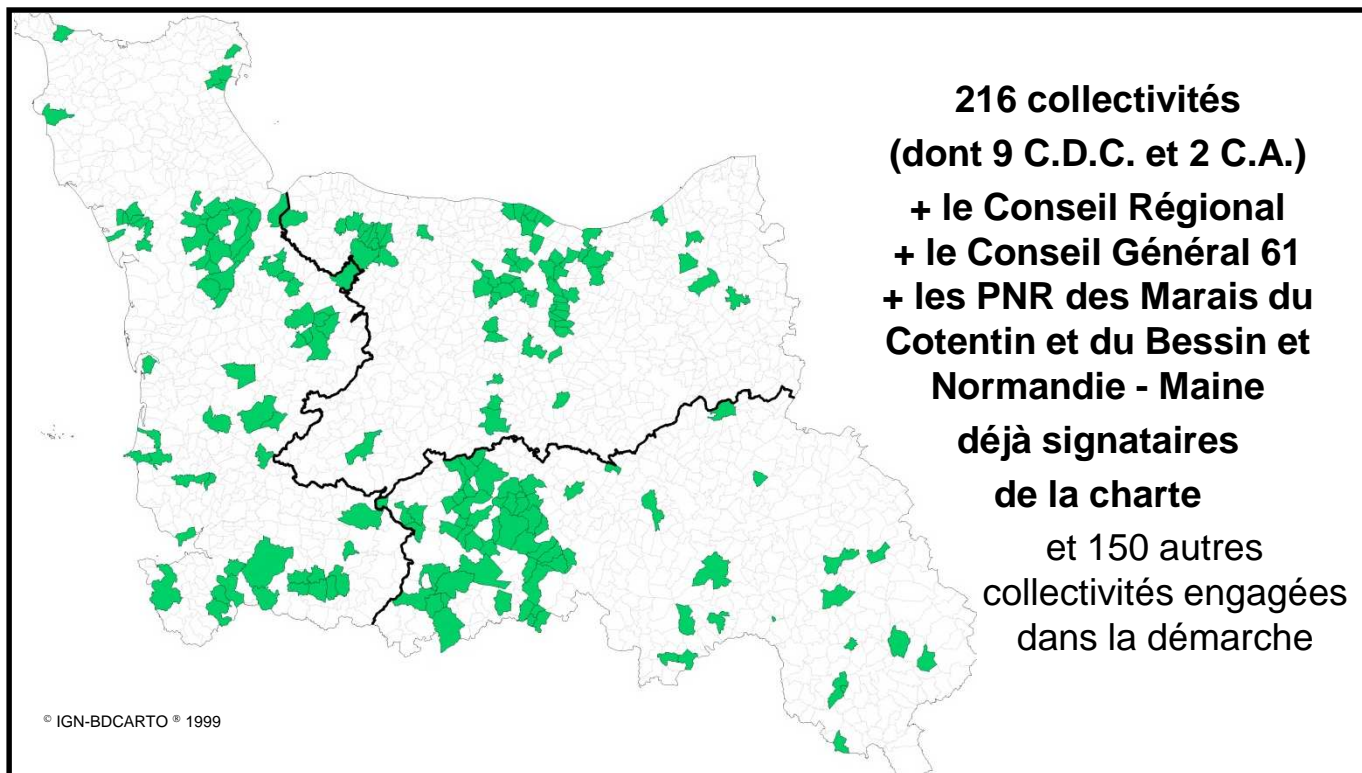 216 collectivités
(dont 9 C.D.C. et 2 C.A.)
+ le Conseil Régional
+ le Conseil Général 61
+ les PNR des Marais du
Cotentin et du Bessin et
Normandie - Maine
déjà signataires
de la charte
et 150 autres
collectivités engagées
dans la démarche
© IGN-BDCARTO ® 1999